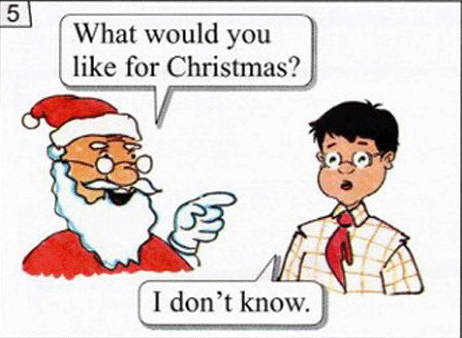 5
What would you
like for Christmas?
I don't know.